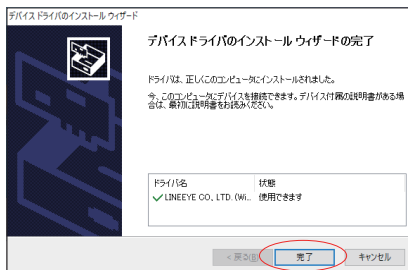 デバイスドライバのインストール ウィザード
デバイスドライバのインストール ウィザードの完了
ドライバは、正しくこのコンピュータにインストールされました。
今、このコンピュータにデバイスを接続できます。デバイス付属の説明書がある場
合は、最初に説明書をお読みください。
ドライバ名 状態
LINEEYE CO., LTD. (Wi... 使用できます
< 戻る(B) 完了 キャンセル